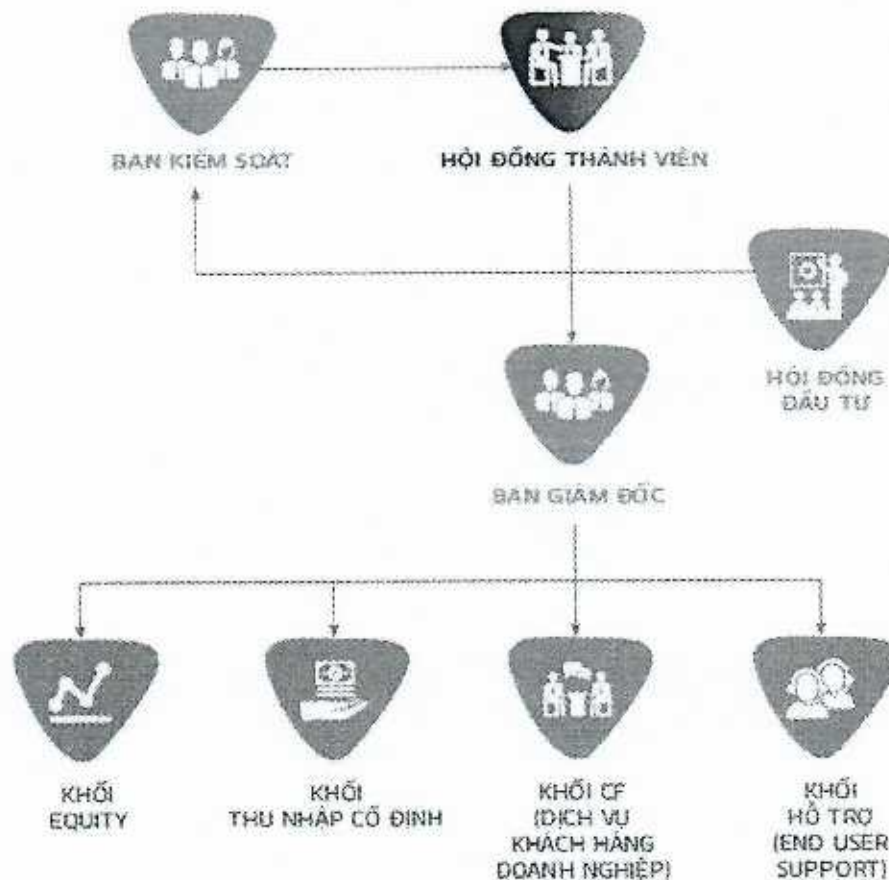 BAN KIỂM SOÁT
HỘI ĐỒNG THÀNH VIÊN
HỘI ĐỒNG
ĐẦU TƯ
BAN GIÁM ĐỐC
KHỐI
EQUITY
KHỐI
THU NHẬP CỐ ĐỊNH
KHỐI CF
(DỊCH VỤ
KHÁCH HÀNG
DOANH NGHIỆP)
KHỐI
HỖ TRỢ
(END USER
SUPPORT)